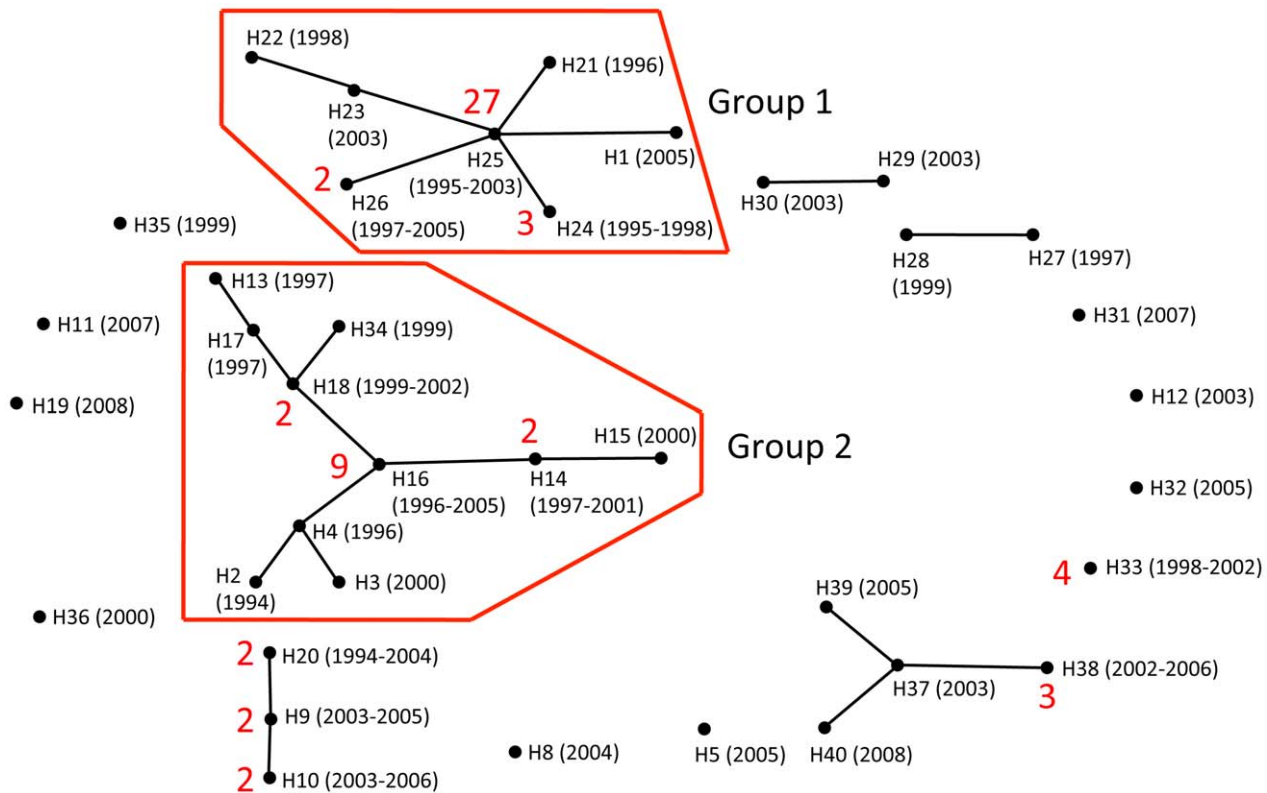 H22 (1998)
H21 (1996)
H23
(2003)
27
Group 1
H25
(1995-2003)
H1 (2005)
2
H26
(1997-2005)
3
H24 (1995-1998)
H29 (2003)
H30 (2003)
H35 (1999)
H28
(1999)
H27 (1997)
H13 (1997)
H11 (2007)
H17
(1997)
H34 (1999)
H31 (2007)
H18 (1999-2002)
2
H19 (2008)
H12 (2003)
2
H15 (2000)
Group 2
9
H16
(1996-2005)
H14
(1997-2001)
H32 (2005)
H4 (1996)
H2
(1994)
H3 (2000)
4
H33 (1998-2002)
H39 (2005)
H36 (2000)
2
H20 (1994-2004)
H37 (2003)
H38 (2002-2006)
3
2
H9 (2003-2005)
H8 (2004)
H5 (2005)
H40 (2008)
2
H10 (2003-2006)